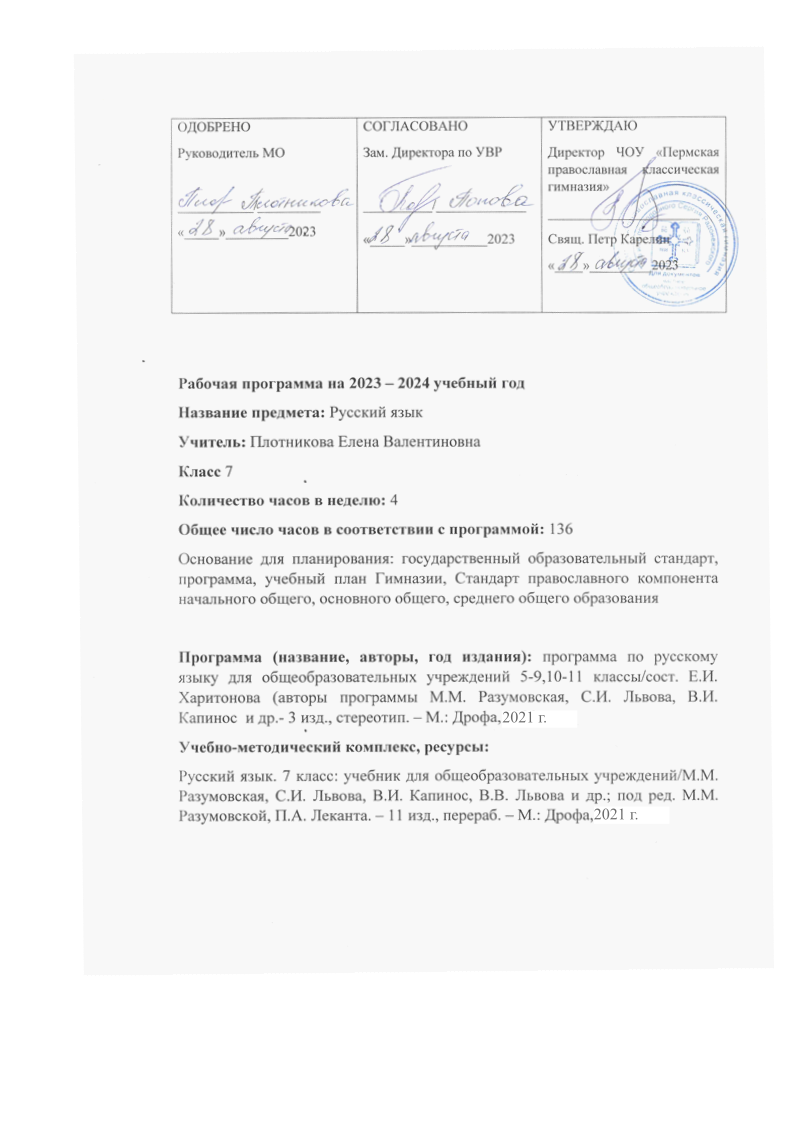 ОДОБРЕНО
Руководитель МО
Плотникова
«28» августа 2023
СОГЛАСОВАНО
Зам. Директора по УВР
Попова
«28» августа 2023
УТВЕРЖДАЮ
Директор ЧОУ «Пермская
православная классическая
гимназия»
Свящ. Петр Карелин
«28» августа 2023
Рабочая программа на 2023 – 2024 учебный год
Название предмета: Русский язык
Учитель: Плотникова Елена Валентиновна
Класс 7
Количество часов в неделю: 4
Общее число часов в соответствии с программой: 136
Основание для планирования: государственный образовательный стандарт,
программа, учебный план Гимназии, Стандарт православного компонента
начального общего, основного общего, среднего общего образования
Программа (название, авторы, год издания): программа по русскому
языку для общеобразовательных учреждений 5-9,10-11 классы/сост. Е.И.
Харитонова (авторы программы М.М. Разумовская, С.И. Львова, В.И.
Капинос и др.- 3 изд., стереотип. – М.: Дрофа,2021 г.
Учебно-методический комплекс, ресурсы:
Русский язык. 7 класс: учебник для общеобразовательных учреждений/М.М.
Разумовская, С.И. Львова, В.И. Капинос, В.В. Львова и др.; под ред. М.М.
Разумовской, П.А. Леканта. – 11 изд., перераб. – М.: Дрофа,2021 г.